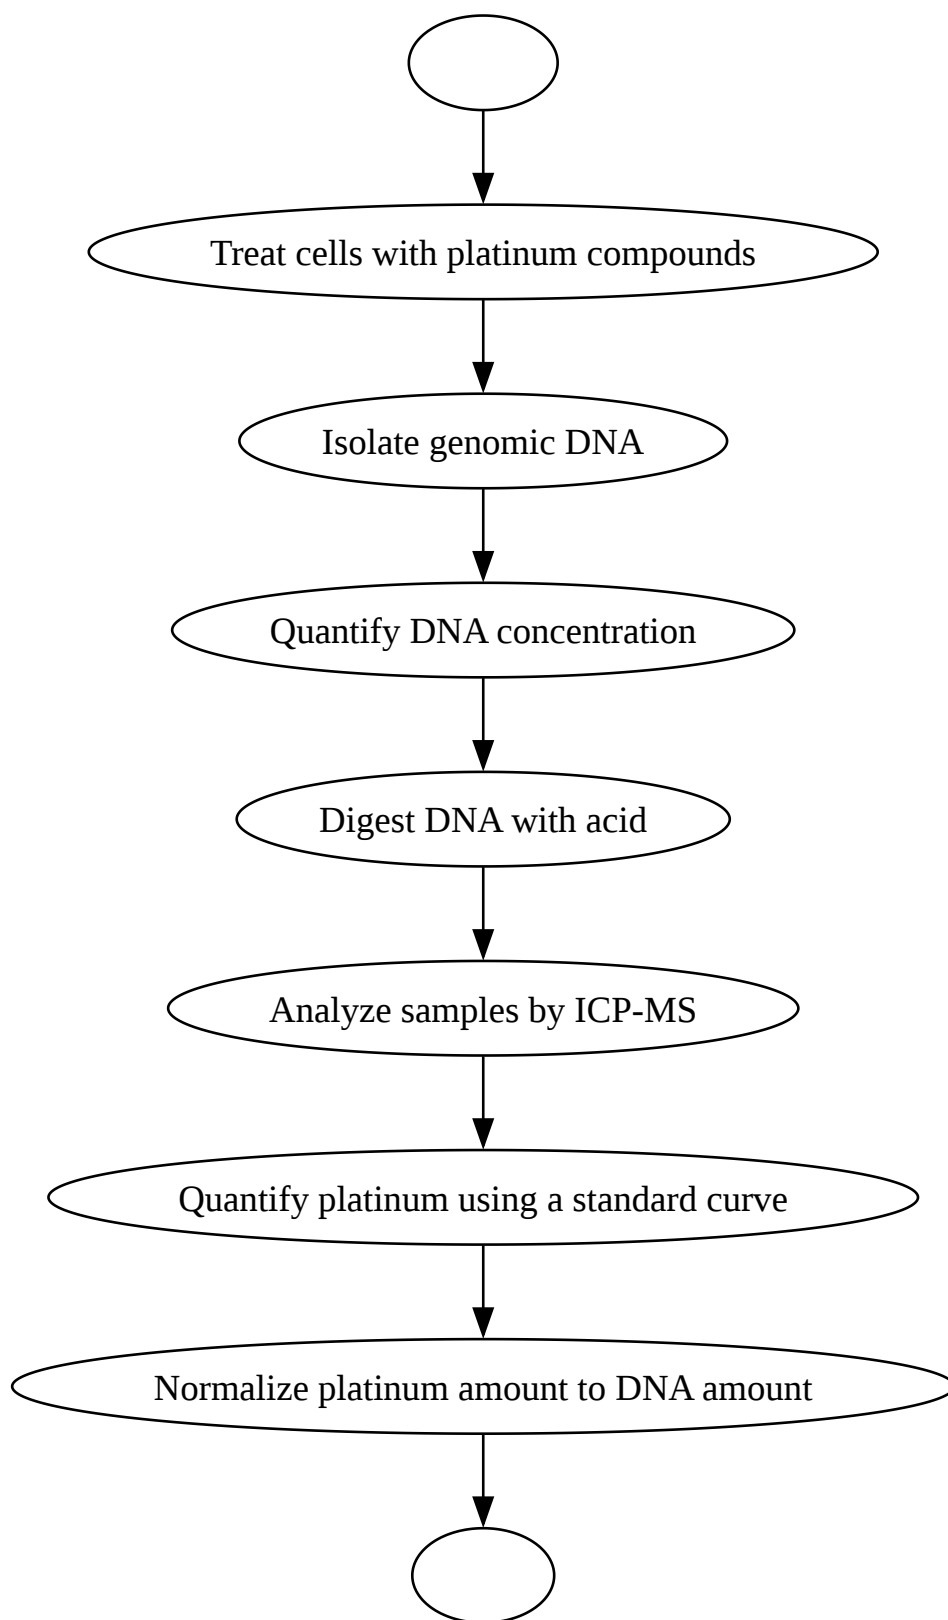 Treat cells with platinum compounds
Isolate genomic DNA
Quantify DNA concentration
Digest DNA with acid
Analyze samples by ICP-MS
Quantify platinum using a standard curve
Normalize platinum amount to DNA amount